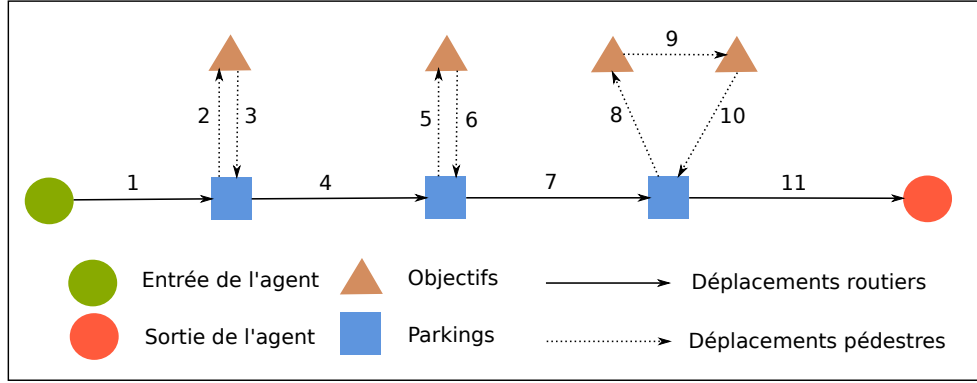 9
2
3
5
6
8
10
1
4
7
11
Entrée de l'agent
Objectifs
Déplacements routiers
Sortie de l'agent
Parkings
Déplacements pédestres